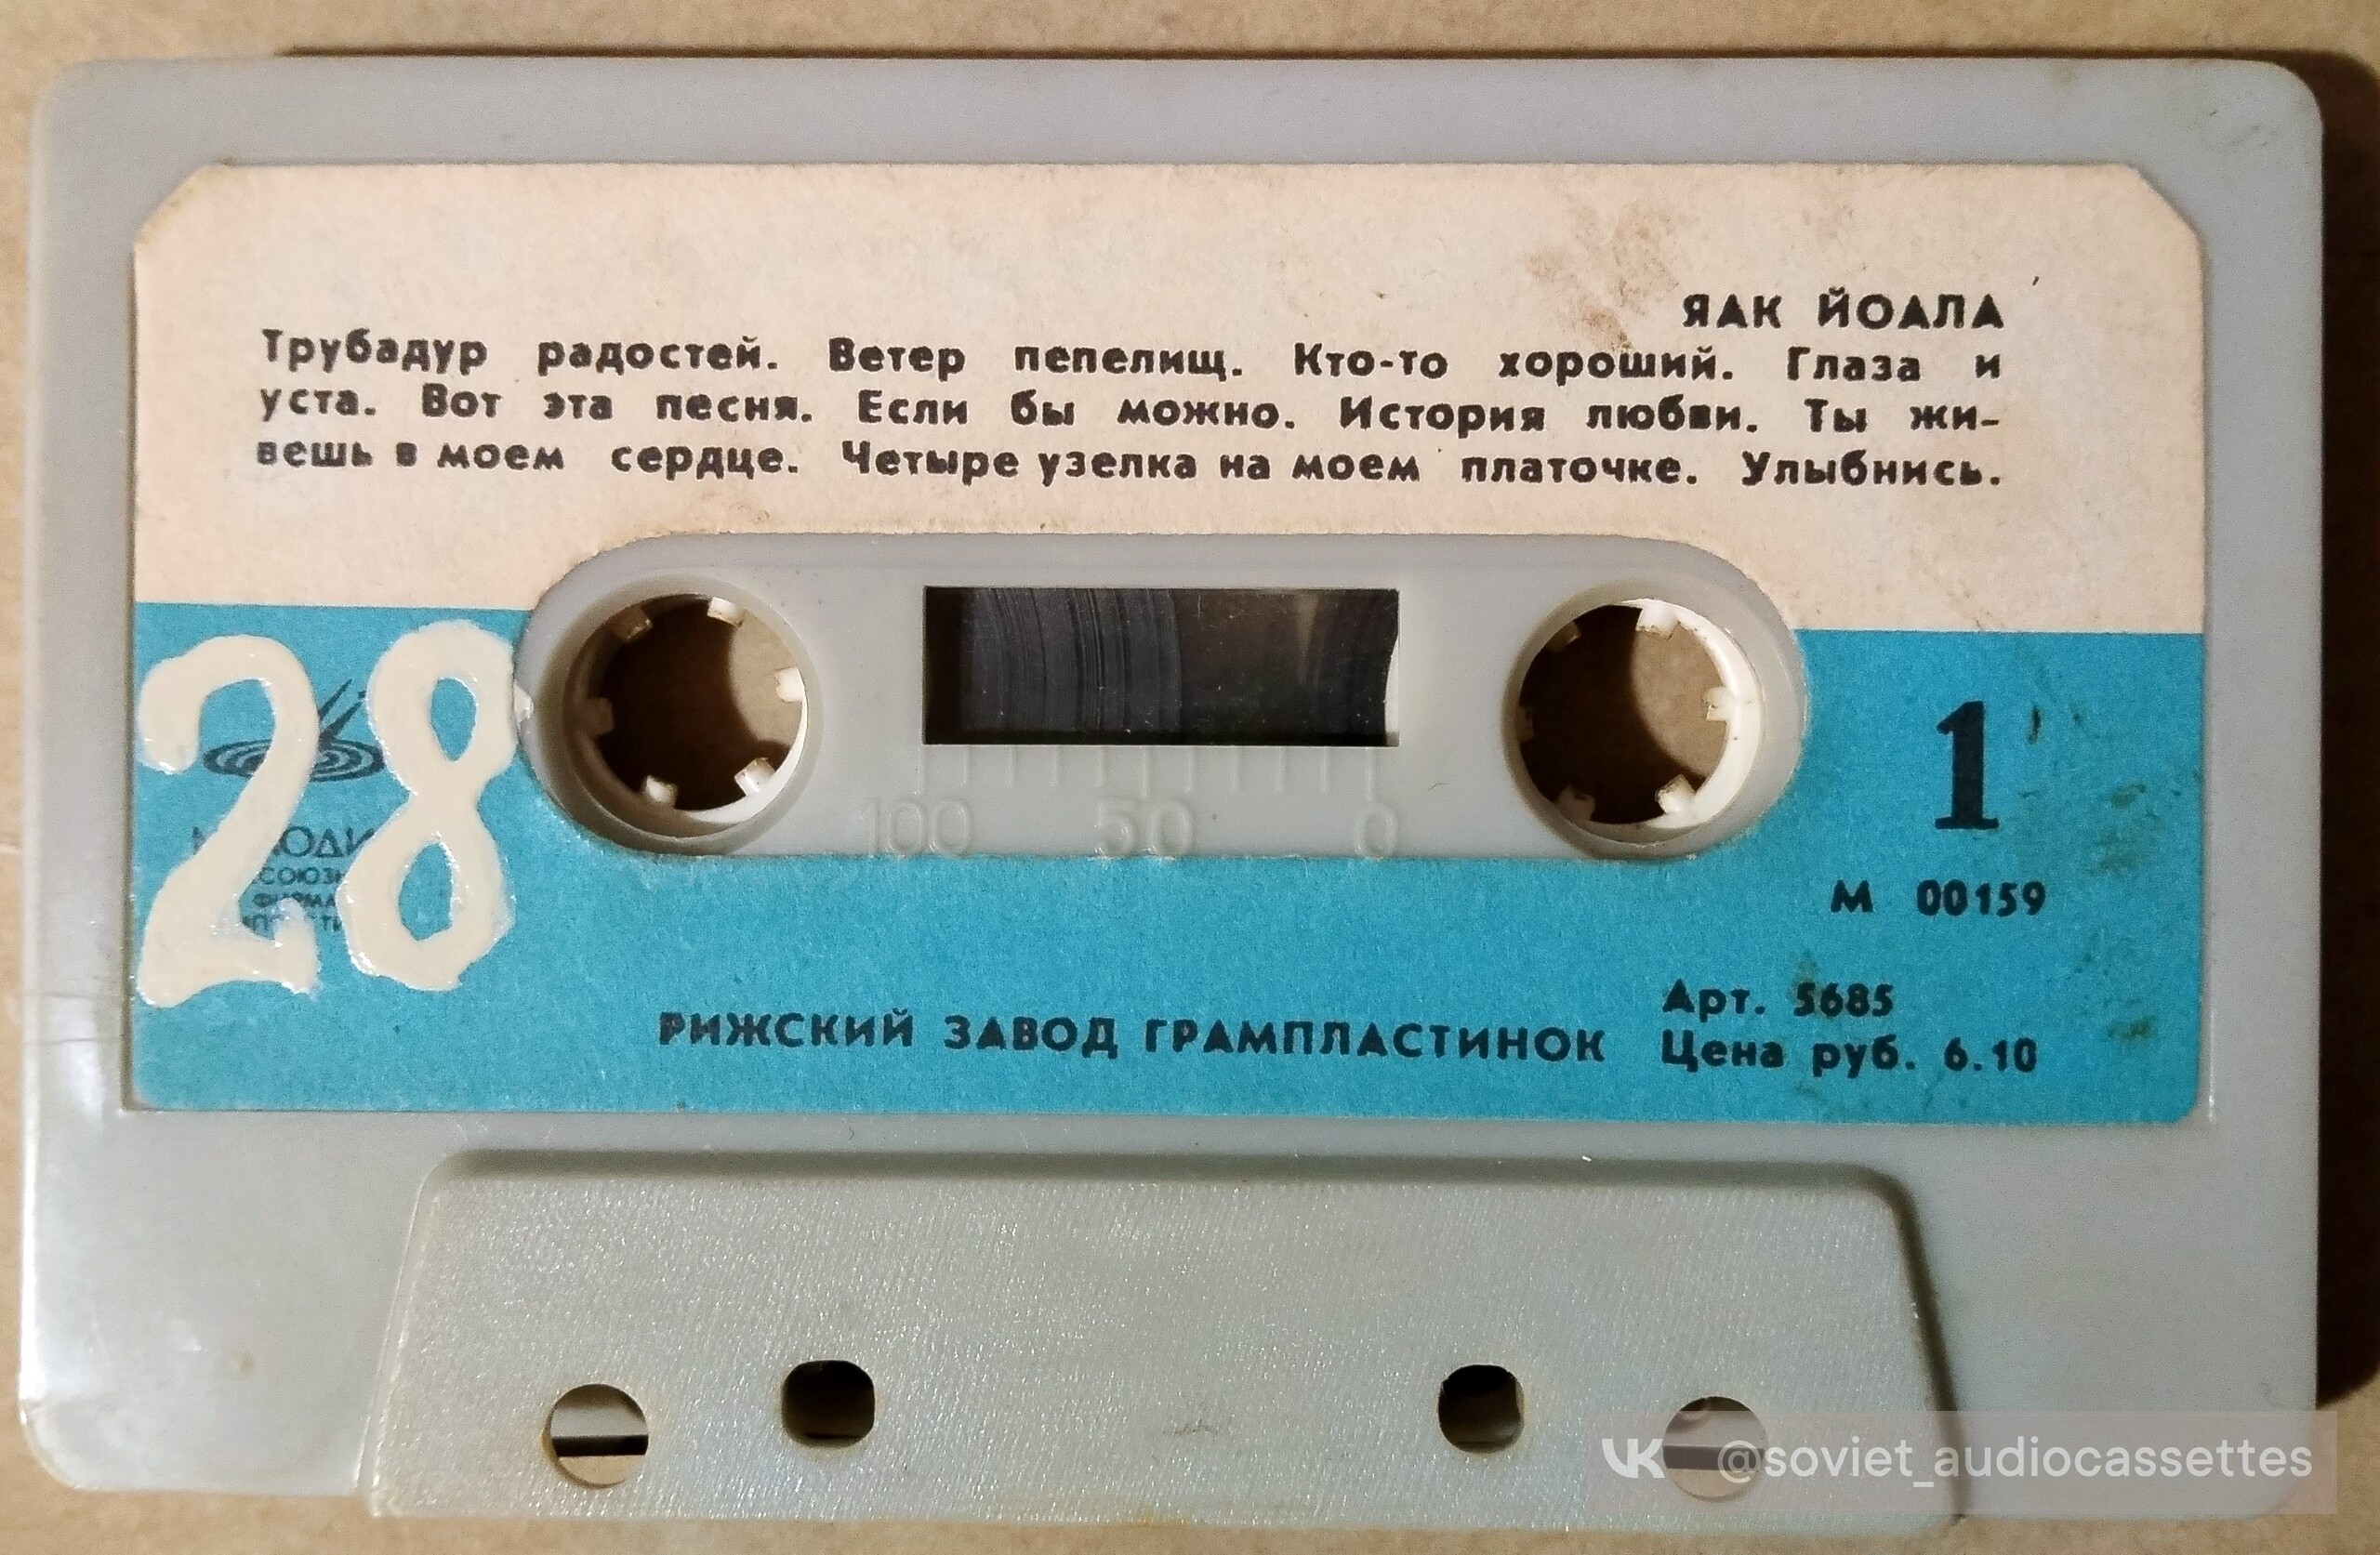 ЯАК ЙОАЛА
Трубадур радостей. Ветер пепелищ. Кто-то хороший. Глаза и
уста. Вот эта песня. Если бы можно. История любви. Ты жи-
вешь в моем сердце. Четыре узелка на моем платочке. Улыбнись.
28
100 50 0
1
М 00159
Арт. 5685
РИЖСКИЙ ЗАВОД ГРАМПЛАСТИНОК Цена руб. 6.10
VK @soviet_audiocassettes